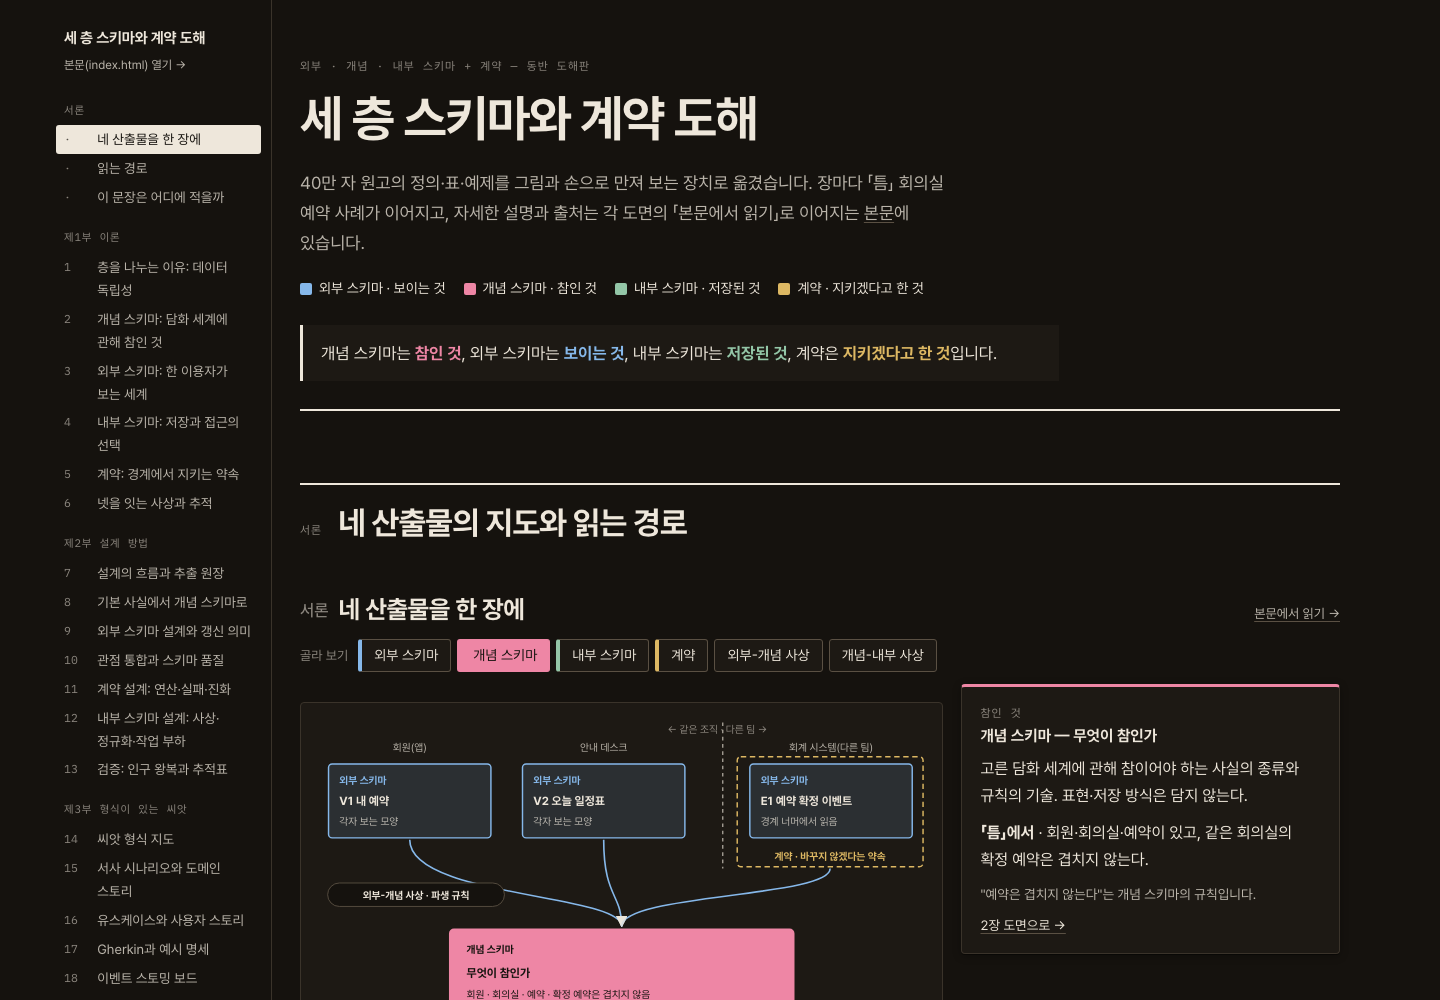 세 층 스키마와 계약 도해
본문(index.html) 열기 →
서론
· 네 산출물을 한 장에
· 읽는 경로
· 이 문장은 어디에 적을까
제1부 이론
1 층을 나누는 이유: 데이터
독립성
2 개념 스키마: 담화 세계에
관해 참인 것
3 외부 스키마: 한 이용자가
보는 세계
4 내부 스키마: 저장과 접근의
선택
5 계약: 경계에서 지키는 약속
6 넷을 잇는 사상과 추적
제2부 설계 방법
7 설계의 흐름과 추출 원장
8 기본 사실에서 개념 스키마로
9 외부 스키마 설계와 갱신 의미
10 관점 통합과 스키마 품질
11 계약 설계: 연산·실패·진화
12 내부 스키마 설계: 사상·
정규화·작업 부하
13 검증: 인구 왕복과 추적표
제3부 형식이 있는 씨앗
14 씨앗 형식 지도
15 서사 시나리오와 도메인
스토리
16 유스케이스와 사용자 스토리
17 Gherkin과 예시 명세
18 이벤트 스토밍 보드
외부 · 개념 · 내부 스키마 + 계약 — 동반 도해판
세 층 스키마와 계약 도해
40만 자 원고의 정의·표·예제를 그림과 손으로 만져 보는 장치로 옮겼습니다. 장마다 「틈」 회의실
예약 사례가 이어지고, 자세한 설명과 출처는 각 도면의 「본문에서 읽기」로 이어지는 본문에
있습니다.
외부 스키마 · 보이는 것
개념 스키마 · 참인 것
내부 스키마 · 저장된 것
계약 · 지키겠다고 한 것
개념 스키마는 참인 것, 외부 스키마는 보이는 것, 내부 스키마는 저장된 것, 계약은 지키겠다고 한 것입니다.
서론 네 산출물의 지도와 읽는 경로
서론 네 산출물을 한 장에
본문에서 읽기 →
골라 보기
외부 스키마
개념 스키마
내부 스키마
계약
외부-개념 사상
개념-내부 사상
← 같은 조직
다른 팀 →
회원(앱)
안내 데스크
회계 시스템(다른 팀)
외부 스키마
V1 내 예약
각자 보는 모양
외부 스키마
V2 오늘 일정표
각자 보는 모양
외부 스키마
E1 예약 확정 이벤트
경계 너머에서 읽음
계약 · 바꾸지 않겠다는 약속
외부-개념 사상 · 파생 규칙
개념 스키마
무엇이 참인가
회원 · 회의실 · 예약 · 확정 예약은 겹치지 않음
참인 것
개념 스키마 — 무엇이 참인가
고른 담화 세계에 관해 참이어야 하는 사실의 종류와
규칙의 기술. 표현·저장 방식은 담지 않는다.
「틈」에서 · 회원·회의실·예약이 있고, 같은 회의실의
확정 예약은 겹치지 않는다.
"예약은 겹치지 않는다"는 개념 스키마의 규칙입니다.
2장 도면으로 →